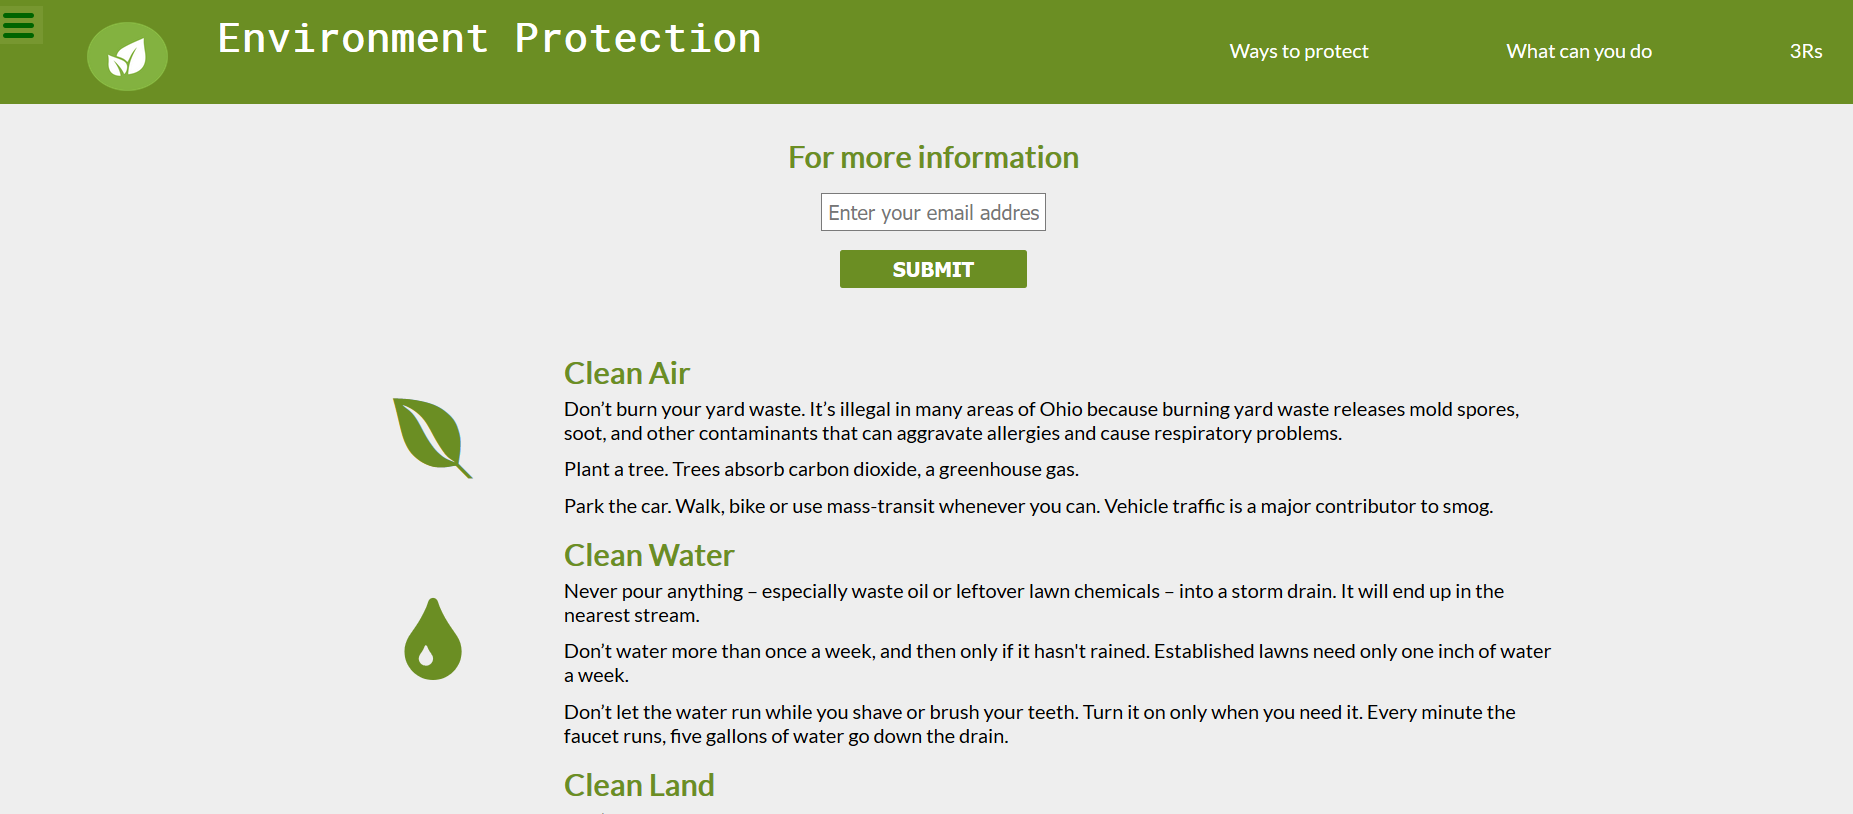 Environment Protection
Ways to protect
What can you do
3Rs
For more information
Enter your email addres
SUBMIT
Clean Air
Don’t burn your yard waste. It’s illegal in many areas of Ohio because burning yard waste releases mold spores,
soot, and other contaminants that can aggravate allergies and cause respiratory problems.
Plant a tree. Trees absorb carbon dioxide, a greenhouse gas.
Park the car. Walk, bike or use mass-transit whenever you can. Vehicle traffic is a major contributor to smog.
Clean Water
Never pour anything – especially waste oil or leftover lawn chemicals – into a storm drain. It will end up in the
nearest stream.
Don’t water more than once a week, and then only if it hasn't rained. Established lawns need only one inch of water
a week.
Don’t let the water run while you shave or brush your teeth. Turn it on only when you need it. Every minute the
faucet runs, five gallons of water go down the drain.
Clean Land